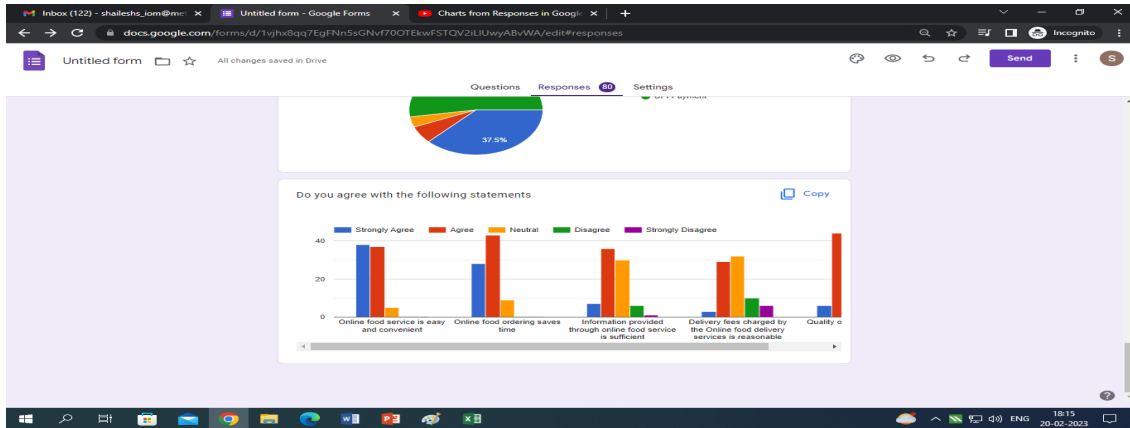 Inbox (122) - shaileshs_iom@me
Untitled form - Google Forms
Charts from Responses in Google
docs.google.com/forms/d/1vjhx8qq7EgFNn5sGNvf70OTEkwFSTQV2iLlUwyABvWA/edit#responses
Incognito
Untitled form
All changes saved in Drive
Send
S
Questions Responses 80 Settings
37.5%
Do you agree with the following statements
Copy
Strongly Agree Agree Neutral Disagree Strongly Disagree
40
20
0
Online food service is easy and convenient
Online food ordering saves time
Information provided through online food service is sufficient
Delivery fees charged by the Online food delivery services is reasonable
Quality o
ENG
18:15
20-02-2023